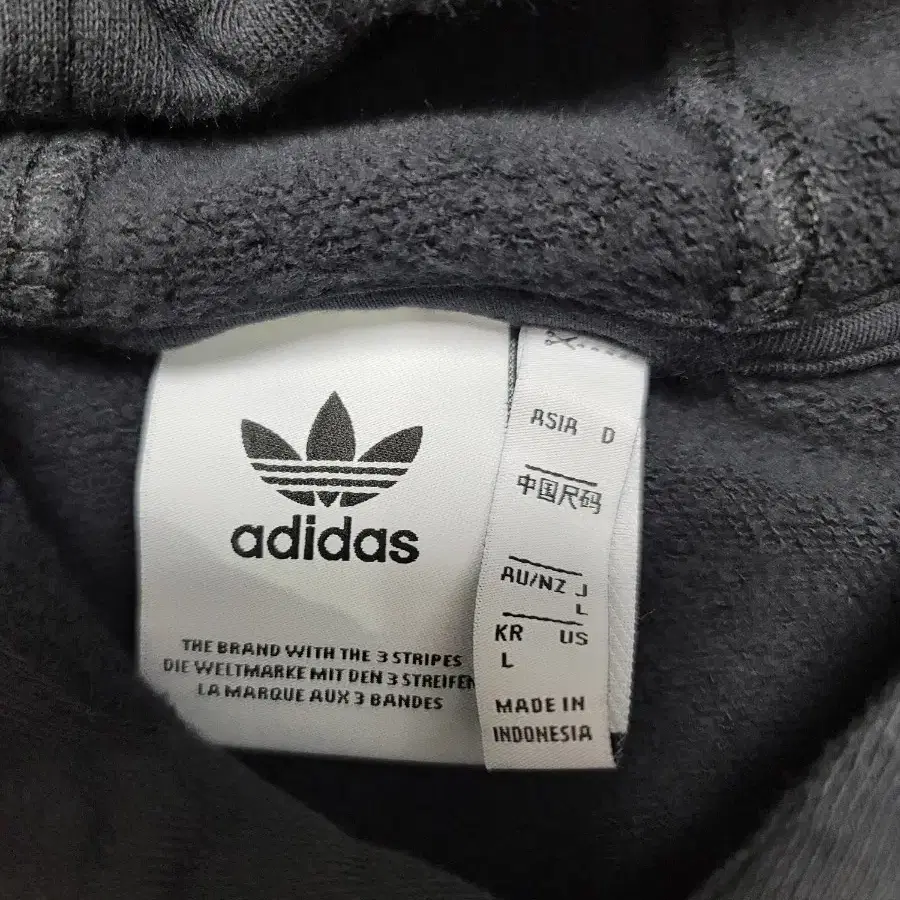 adidas
THE BRAND WITH THE 3 STRIPES
DIE WELTMARKE MIT DEN 3 STREIFEN
LA MARQUE AUX 3 BANDES
ASIA D
中国尺码
AU/NZ J
L
KR US
L
MADE IN
INDONESIA